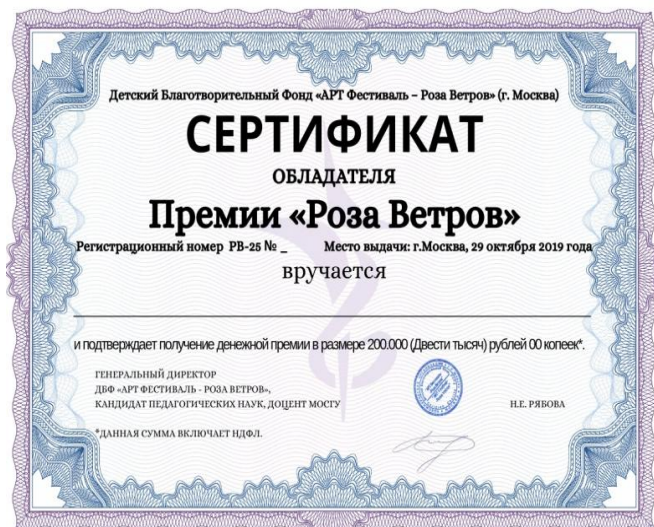 Детский Благотворительный Фонд «АРТ Фестиваль – Роза Ветров» (г. Москва)
СЕРТИФИКАТ
ОБЛАДАТЕЛЯ
Премии «Роза Ветров»
Регистрационный номер РВ-25 № _ Место выдачи: г.Москва, 29 октября 2019 года
вручается
и подтверждает получение денежной премии в размере 200.000 (Двести тысяч) рублей 00 копеек*.
ГЕНЕРАЛЬНЫЙ ДИРЕКТОР
ДБФ «АРТ ФЕСТИВАЛЬ - РОЗА ВЕТРОВ»,
КАНДИДАТ ПЕДАГОГИЧЕСКИХ НАУК, ДОЦЕНТ МОСГУ Н.Е. РЯБОВА
*ДАННАЯ СУММА ВКЛЮЧАЕТ НДФЛ.